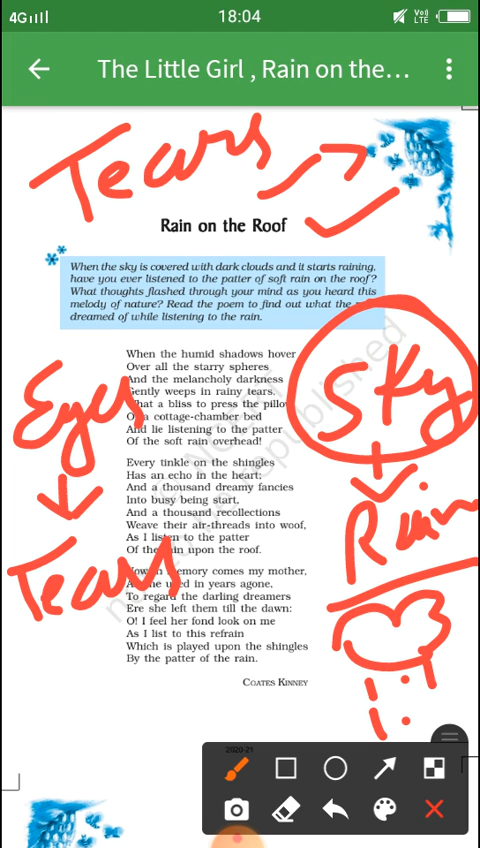 4G 18:04 Vo) LTE
The Little Girl , Rain on the...
Tears
Rain on the Roof
When the sky is covered with dark clouds and it starts raining,
have you ever listened to the patter of soft rain on the roof?
What thoughts flashed through your mind as you heard this
melody of nature? Read the poem to find out what the
dreamed of while listening to the rain.
When the humid shadows hover
Over all the starry spheres
And the melancholy darkness
Gently weeps in rainy tears,
What a bliss to press the pillow
Of a cottage-chamber bed
And lie listening to the patter
Of the soft rain overhead!
Every tinkle on the shingles
Has an echo in the heart;
And a thousand dreamy fancies
Into busy being start,
And a thousand recollections
Weave their air-threads into woof,
As I listen to the patter
Of the rain upon the roof.
Now in memory comes my mother,
As she used in years agone,
To regard the darling dreamers
Ere she left them till the dawn:
O! I feel her fond look on me
As I list to this refrain
Which is played upon the shingles
By the patter of the rain.
COATES KINNEY
Eyes
Tears
Sky
Rain
2020-21